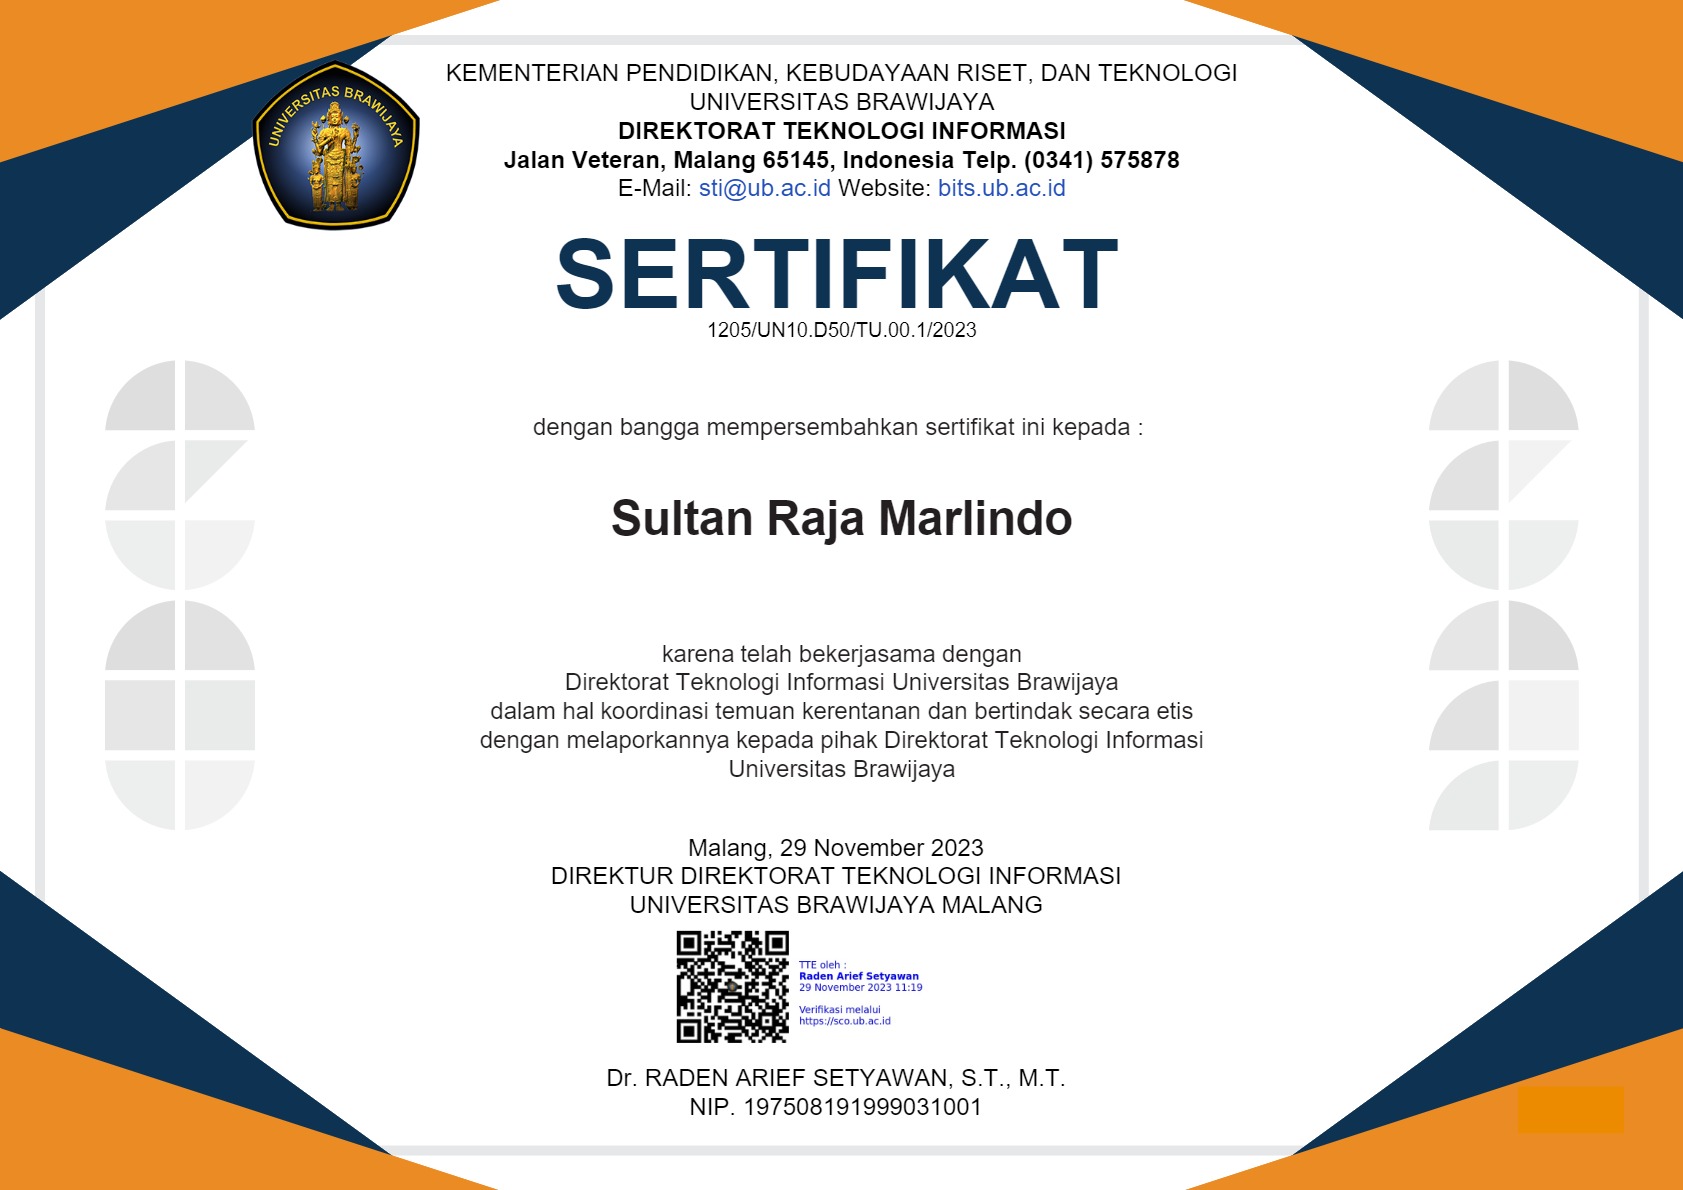 UNIVERSITAS BRAWIJAYA
KEMENTERIAN PENDIDIKAN, KEBUDAYAAN RISET, DAN TEKNOLOGI
UNIVERSITAS BRAWIJAYA
DIREKTORAT TEKNOLOGI INFORMASI
Jalan Veteran, Malang 65145, Indonesia Telp. (0341) 575878
E-Mail: sti@ub.ac.id Website: bits.ub.ac.id
SERTIFIKAT
1205/UN10.D50/TU.00.1/2023
dengan bangga mempersembahkan sertifikat ini kepada :
Sultan Raja Marlindo
karena telah bekerjasama dengan
Direktorat Teknologi Informasi Universitas Brawijaya
dalam hal koordinasi temuan kerentanan dan bertindak secara etis
dengan melaporkannya kepada pihak Direktorat Teknologi Informasi
Universitas Brawijaya
Malang, 29 November 2023
DIREKTUR DIREKTORAT TEKNOLOGI INFORMASI
UNIVERSITAS BRAWIJAYA MALANG
TTE oleh :
Raden Arief Setyawan
29 November 2023 11:19
Verifikasi melalui
https://sco.ub.ac.id
Dr. RADEN ARIEF SETYAWAN, S.T., M.T.
NIP. 197508191999031001